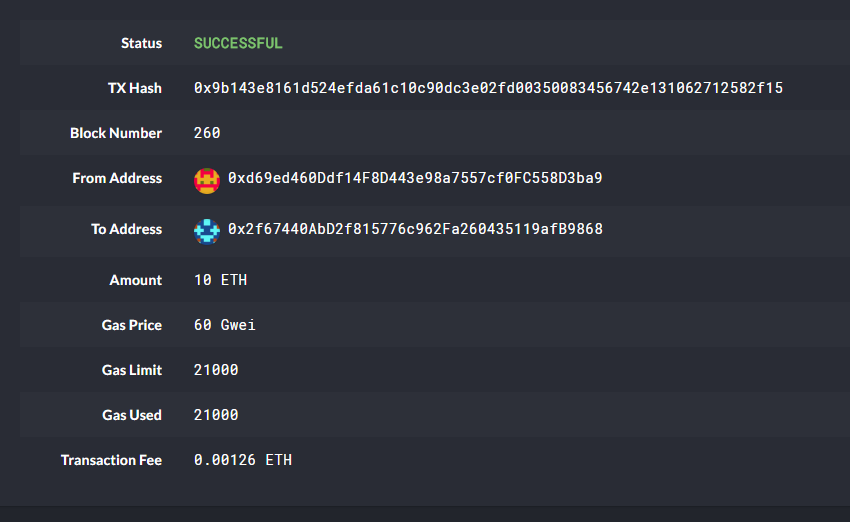 Status SUCCESSFUL
TX Hash 0x9b143e8161d524efda61c10c90dc3e02fd00350083456742e131062712582f15
Block Number 260
From Address 0xd69ed460Ddf14F8D443e98a7557cf0FC558D3ba9
To Address 0x2f67440AbD2f815776c962Fa260435119afB9868
Amount 10 ETH
Gas Price 60 Gwei
Gas Limit 21000
Gas Used 21000
Transaction Fee 0.00126 ETH